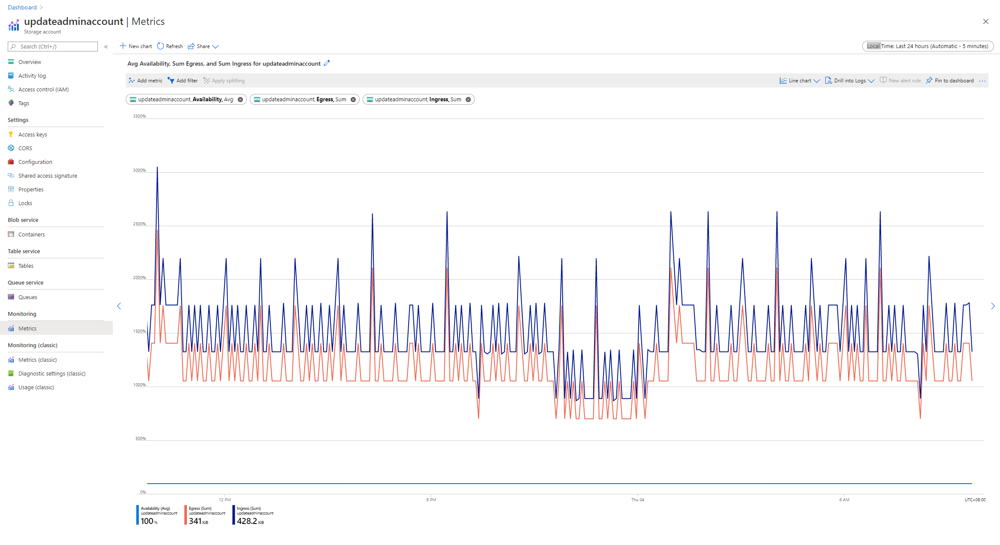 Dashboard
updateadminaccount | Metrics
Storage account
Search (Ctrl+/)
«
New chart
Refresh
Share
Local Time: Last 24 hours (Automatic - 5 minutes)
Overview
Activity log
Access control (IAM)
Tags
Settings
Access keys
CORS
Configuration
Shared access signature
Properties
Locks
Blob service
Containers
Table service
Tables
Queue service
Queues
Monitoring
Metrics
Monitoring (classic)
Metrics (classic)
Diagnostic settings (classic)
Usage (classic)
Avg Availability, Sum Egress, and Sum Ingress for updateadminaccount
Add metric
Add filter
Apply splitting
Line chart
Drill into Logs
New alert rule
Pin to dashboard
...
updateadminaccount, Availability, Avg
updateadminaccount, Egress, Sum
updateadminaccount, Ingress, Sum
3500%
3000%
2500%
2000%
1500%
1000%
500%
0%
12 PM
6 PM
Thu 04
6 AM
UTC+08:00
Availability (Avg)
updateadminaccount
100 %
Egress (Sum)
updateadminaccount
341 KiB
Ingress (Sum)
updateadminaccount
428.2 KiB